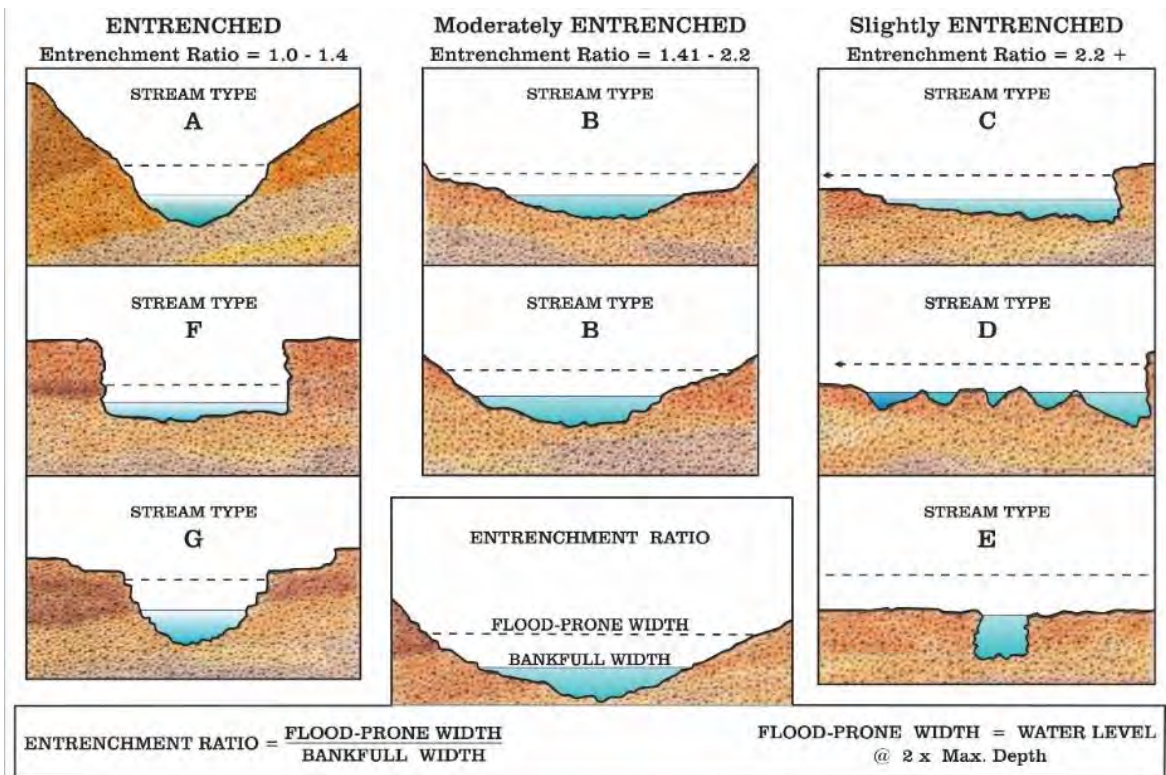 ENTRENCHED
Entrenchment Ratio = 1.0 - 1.4
STREAM TYPE
A
STREAM TYPE
F
STREAM TYPE
G
Moderately ENTRENCHED
Entrenchment Ratio = 1.41 - 2.2
STREAM TYPE
B
STREAM TYPE
B
ENTRENCHMENT RATIO
FLOOD-PRONE WIDTH
BANKFULL WIDTH
Slightly ENTRENCHED
Entrenchment Ratio = 2.2 +
STREAM TYPE
C
STREAM TYPE
D
STREAM TYPE
E
ENTRENCHMENT RATIO = FLOOD-PRONE WIDTH
BANKFULL WIDTH
FLOOD-PRONE WIDTH = WATER LEVEL
@ 2 x Max. Depth